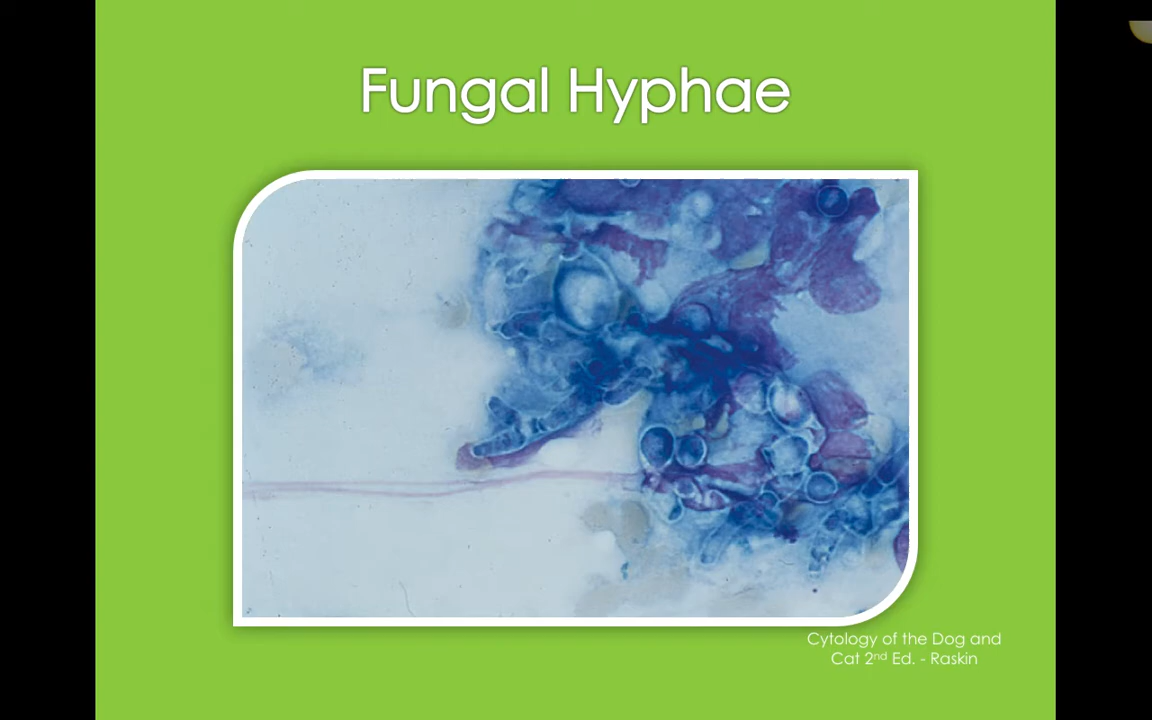 Fungal Hyphae
Cytology of the Dog and
Cat 2nd Ed. - Raskin